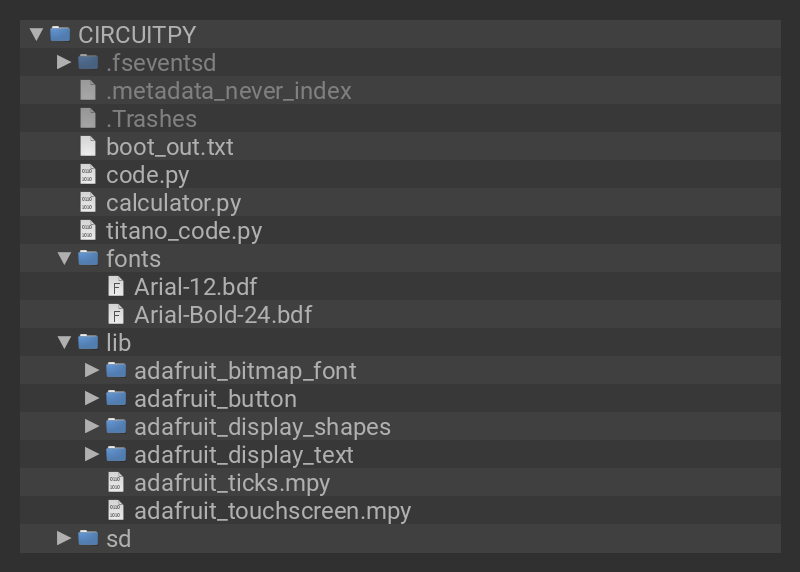 CIRCUITPY
.fseventsd
.metadata_never_index
.Trashes
boot_out.txt
code.py
calculator.py
titano_code.py
fonts
Arial-12.bdf
Arial-Bold-24.bdf
lib
adafruit_bitmap_font
adafruit_button
adafruit_display_shapes
adafruit_display_text
adafruit_ticks.mpy
adafruit_touchscreen.mpy
sd